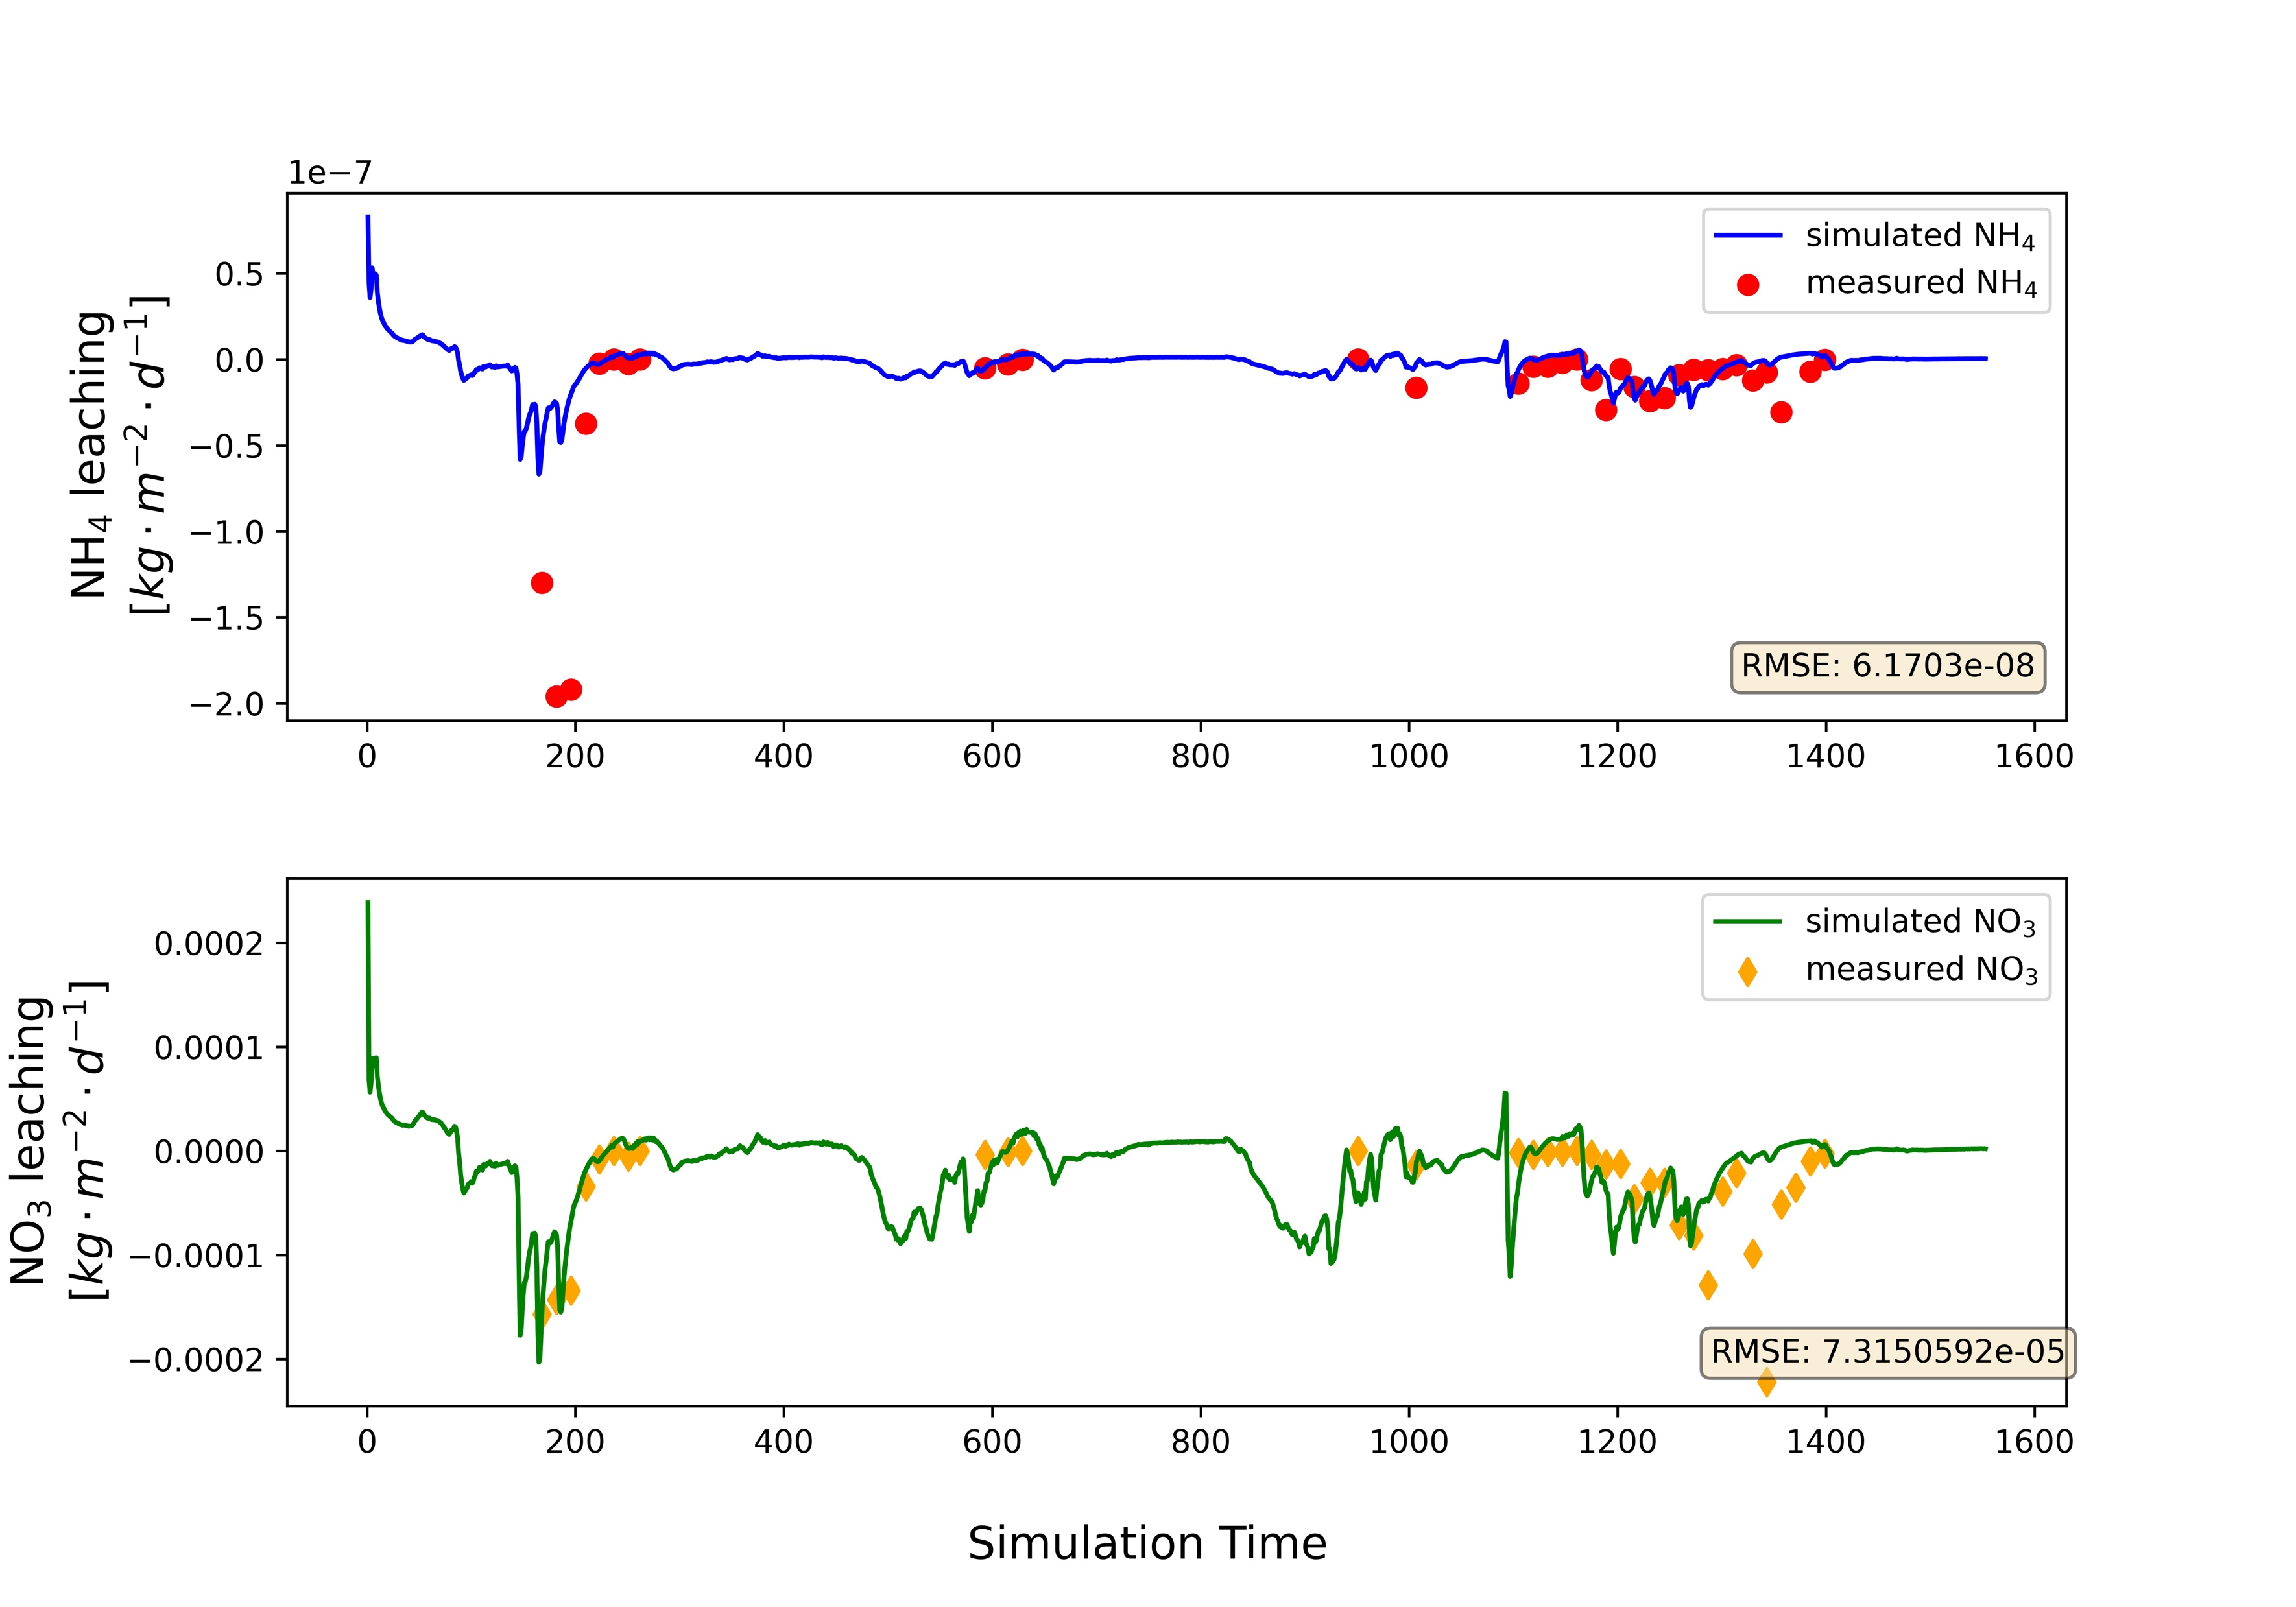 1e−7
NH₄ leaching
[kg · m⁻² · d⁻¹]
0.5
0.0
−0.5
−1.0
−1.5
−2.0
simulated NH₄
measured NH₄
RMSE: 6.1703e-08
0 200 400 600 800 1000 1200 1400 1600
NO₃ leaching
[kg · m⁻² · d⁻¹]
0.0002
0.0001
0.0000
−0.0001
−0.0002
simulated NO₃
measured NO₃
RMSE: 7.3150592e-05
0 200 400 600 800 1000 1200 1400 1600
Simulation Time